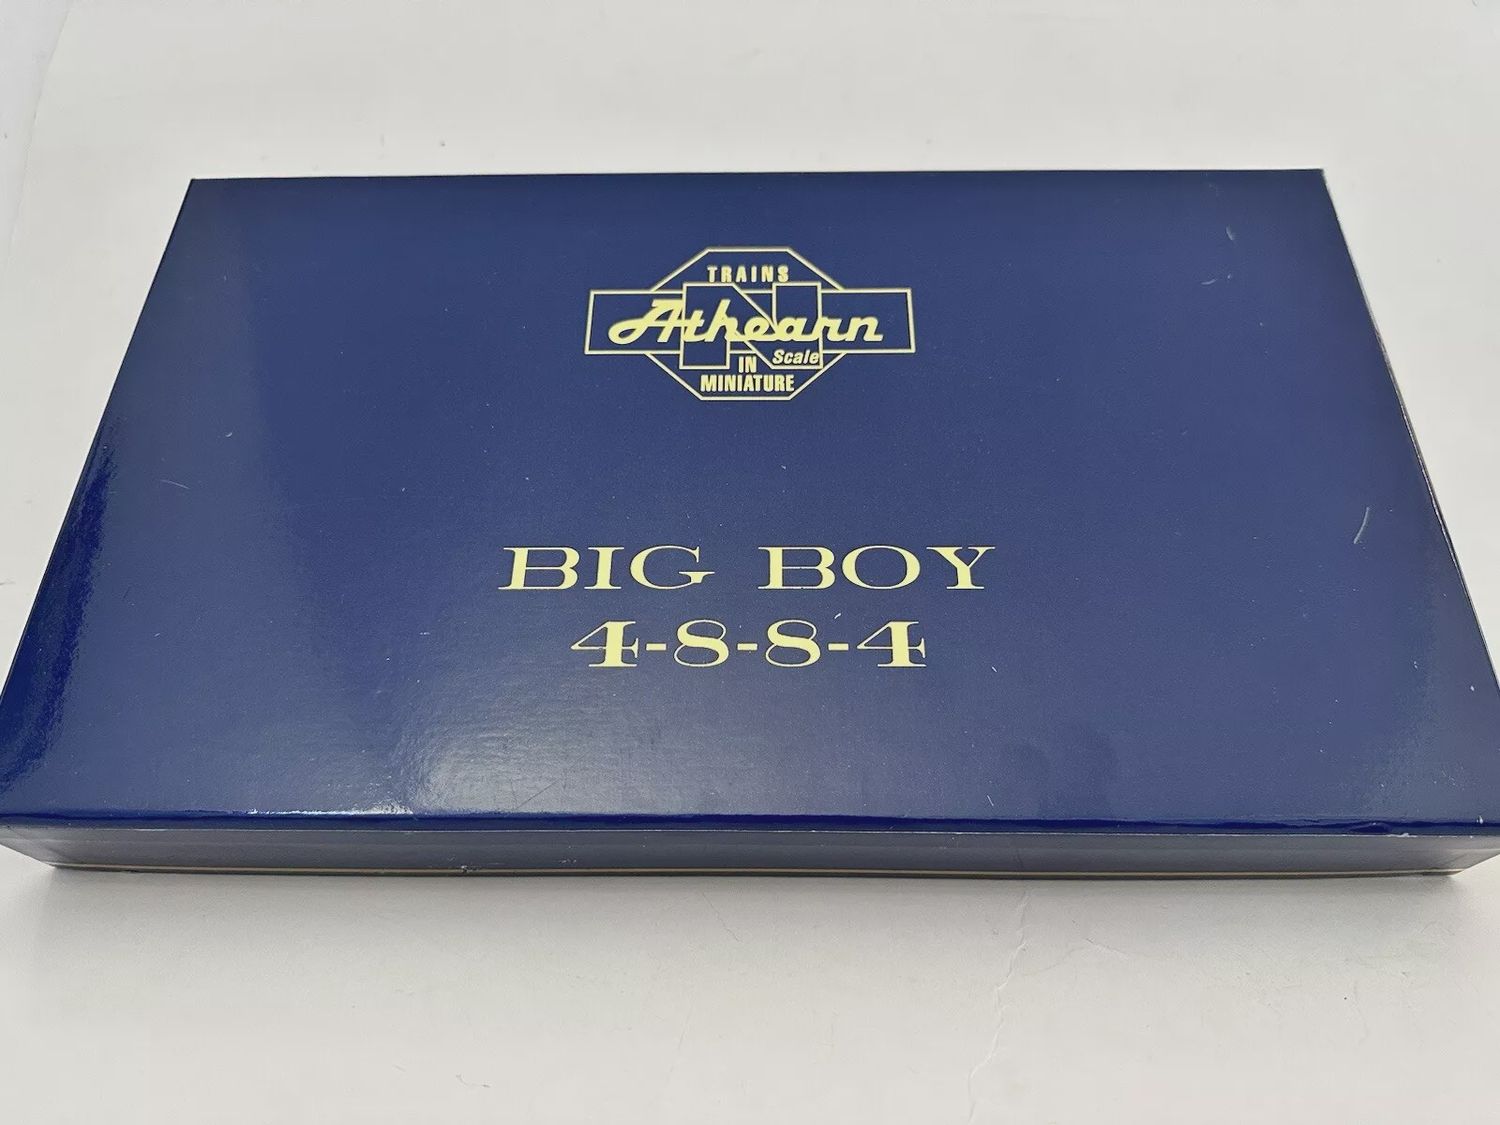 TRAINS
Athearn
N
Scale
IN
MINIATURE
BIG BOY
4-8-8-4